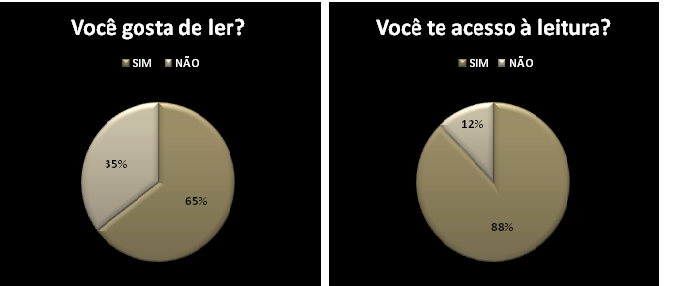 Você gosta de ler?
SIM NÃO
35%
65%
Você te acesso à leitura?
SIM NÃO
12%
88%